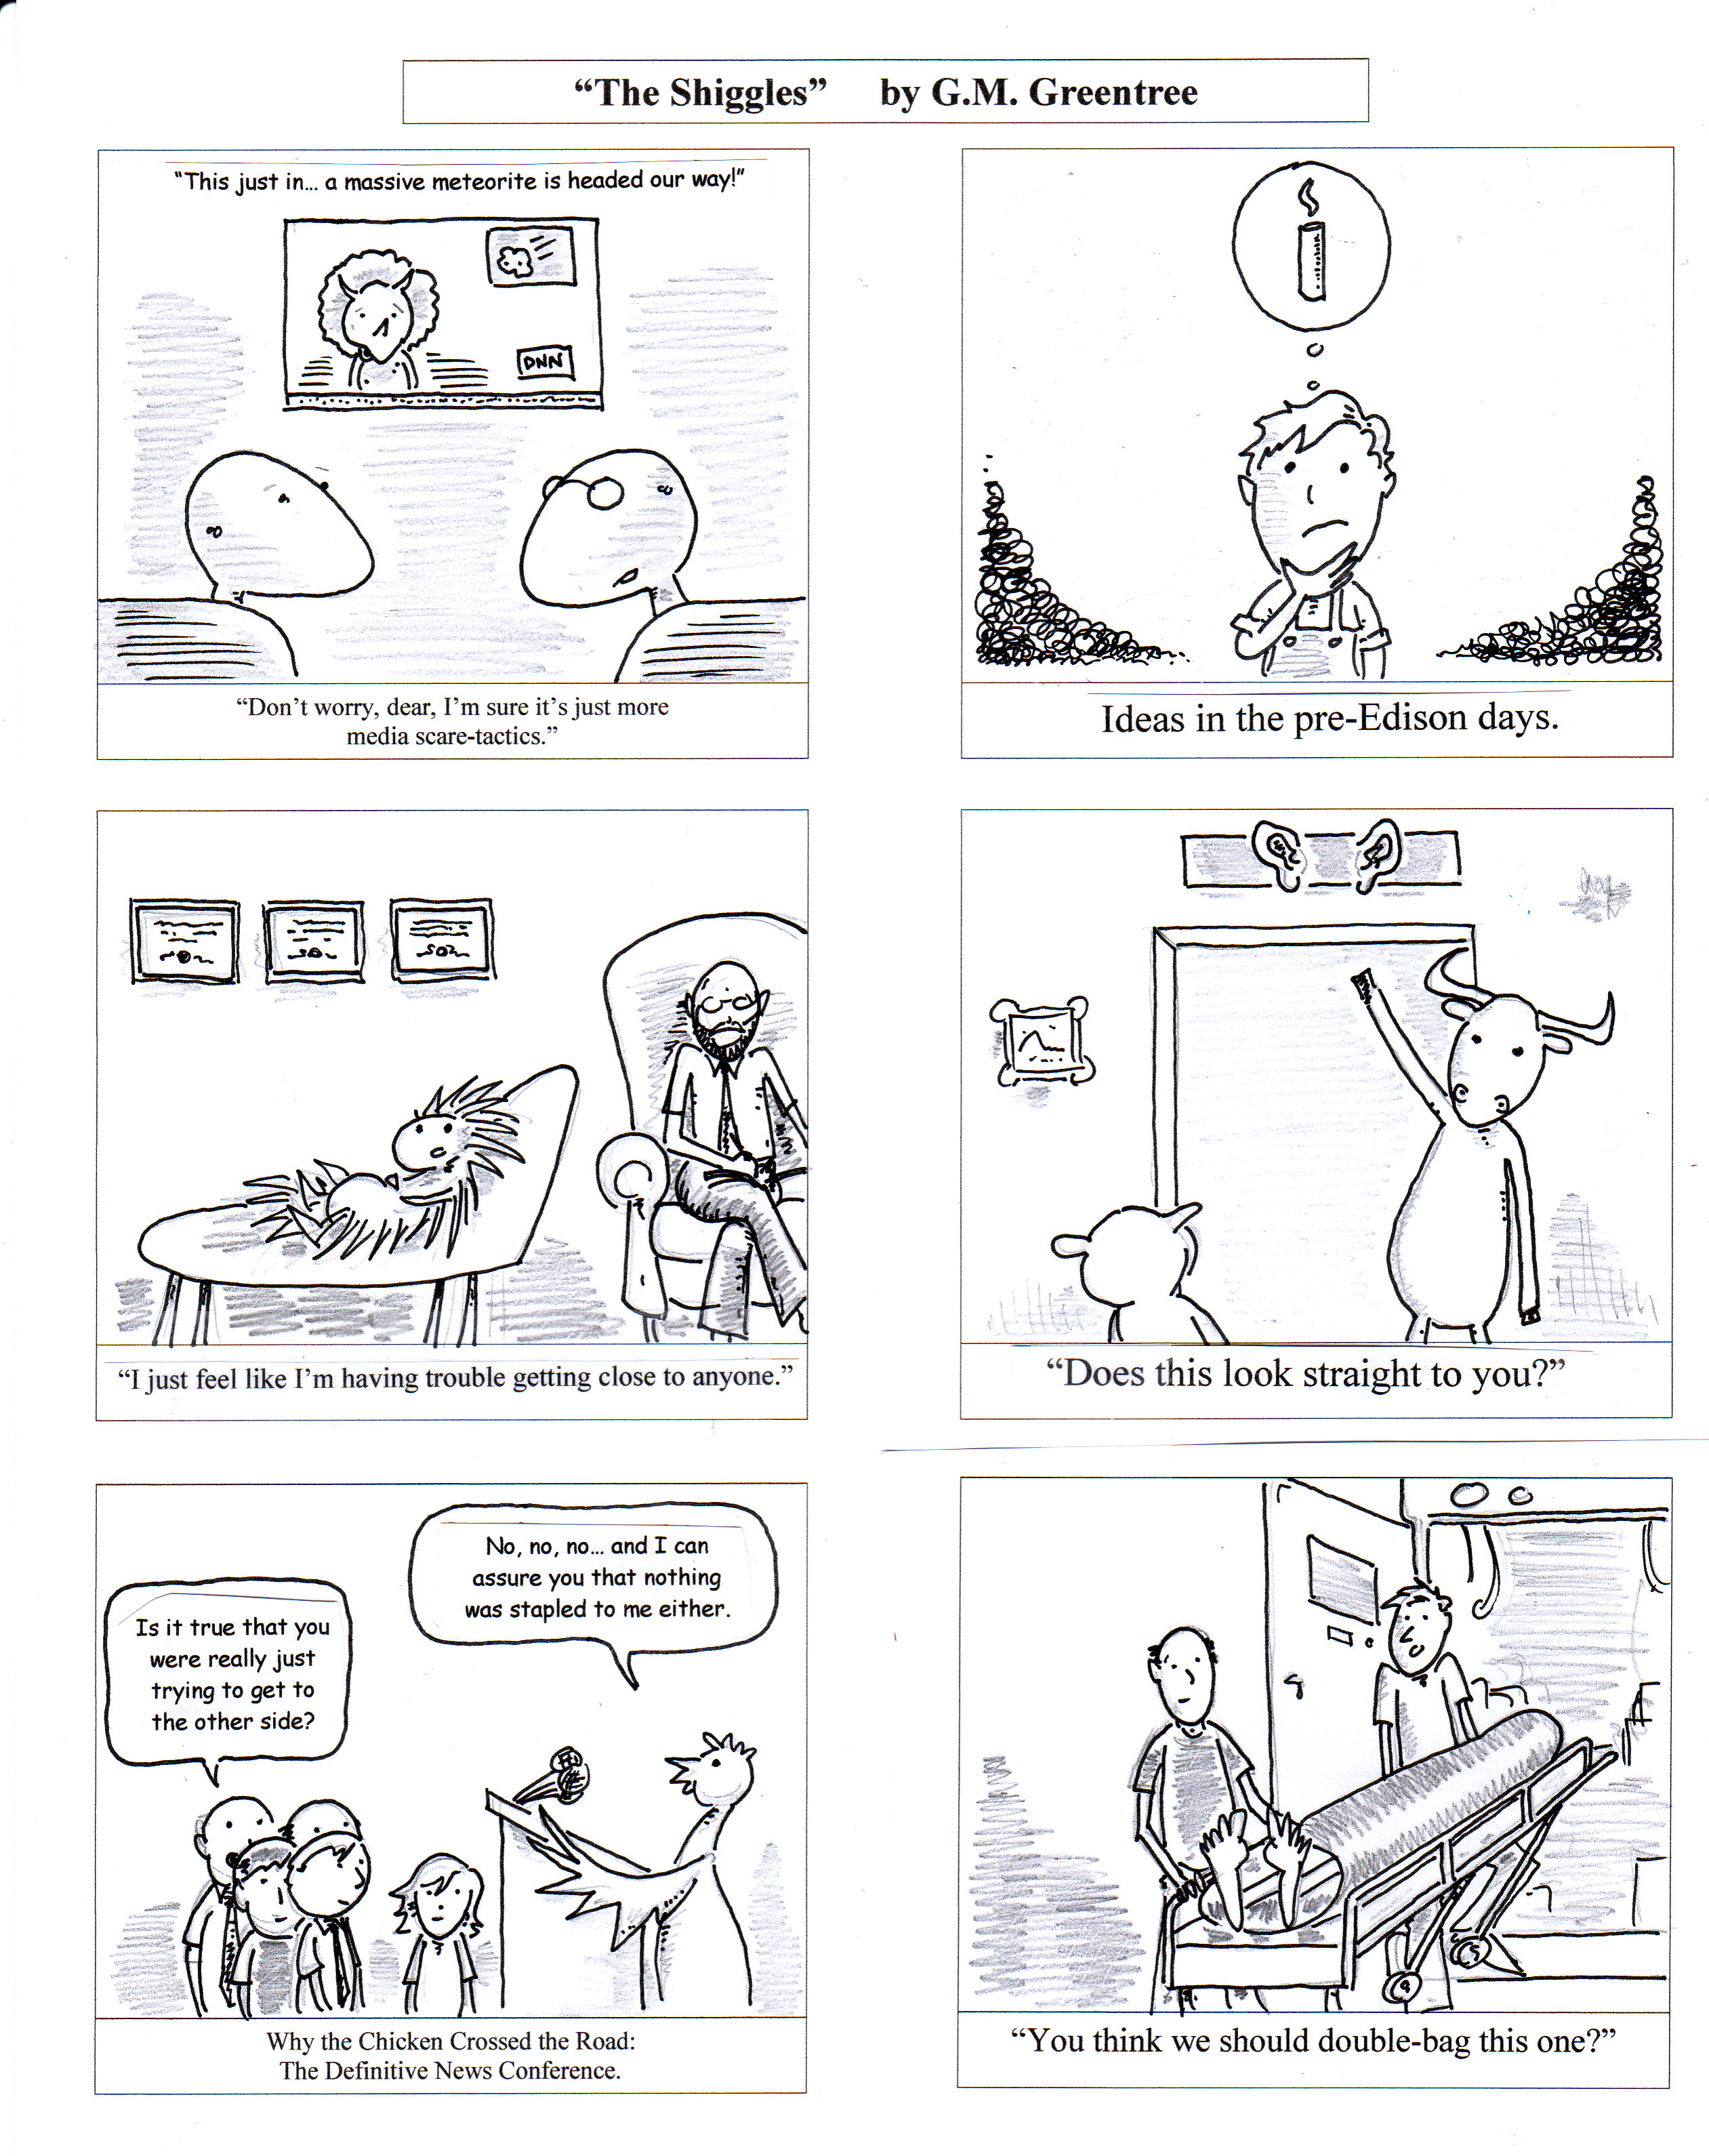 “The Shiggles” by G.M. Greentree
“This just in... a massive meteorite is headed our way!”
DNN
“Don’t worry, dear, I’m sure it’s just more
media scare-tactics.”
Ideas in the pre-Edison days.
“I just feel like I’m having trouble getting close to anyone.”
“Does this look straight to you?”
Is it true that you
were really just
trying to get to
the other side?
No, no, no... and I can
assure you that nothing
was stapled to me either.
Why the Chicken Crossed the Road:
The Definitive News Conference.
“You think we should double-bag this one?”